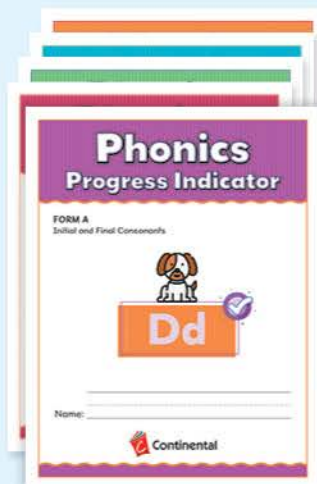 Phonics
Progress Indicator
FORM A
Initial and Final Consonants
Dd
Name:
Continental